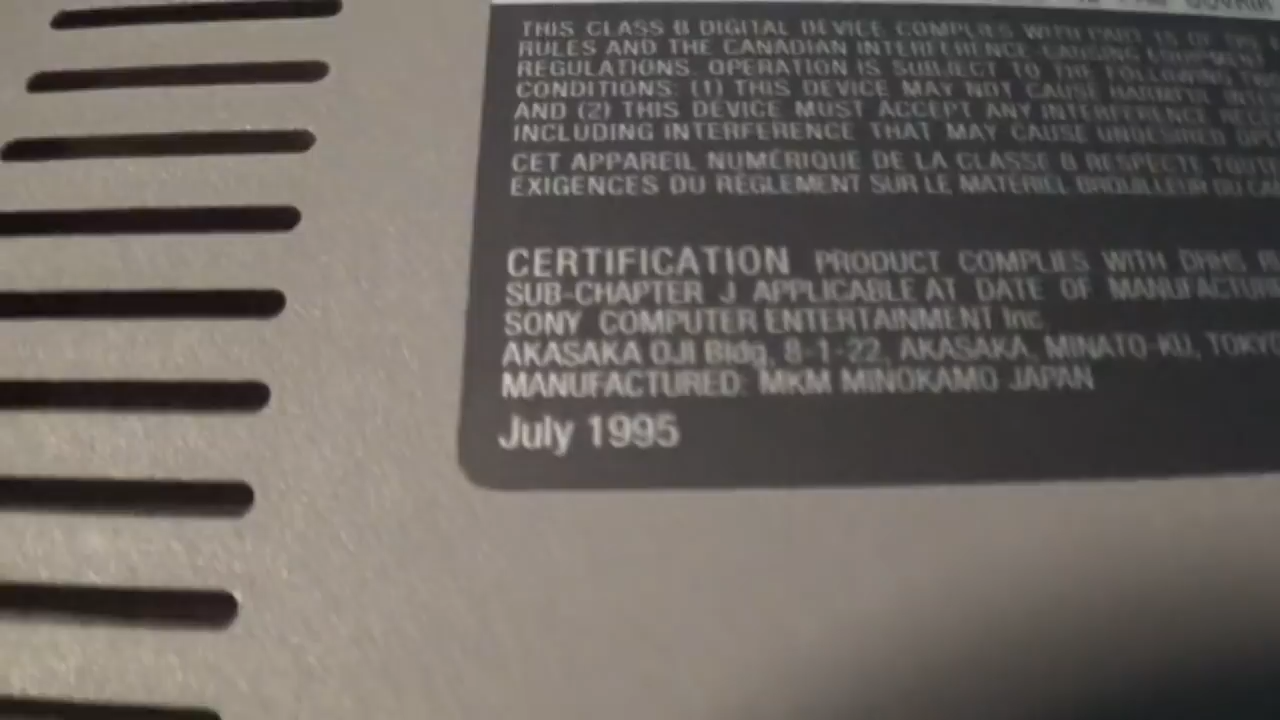 OUVRIR
THIS CLASS B DIGITAL DEVICE COMPLIES WITH PART 15 OF
RULES AND THE CANADIAN INTERFERENCE-CAUSING EQUIPMENT
REGULATIONS. OPERATION IS SUBJECT TO THE FOLLOWING TWO
CONDITIONS: (1) THIS DEVICE MAY NOT CAUSE HARMFUL
AND (2) THIS DEVICE MUST ACCEPT ANY INTERFERENCE
INCLUDING INTERFERENCE THAT MAY CAUSE UNDESIRED
CET APPAREIL NUMÉRIQUE DE LA CLASSE B RESPECTE
EXIGENCES DU RÈGLEMENT SUR LE MATÉRIEL BROUILLEUR DU
CERTIFICATION PRODUCT COMPLIES WITH DHHS
SUB-CHAPTER J APPLICABLE AT DATE OF MANUFACTURE
SONY COMPUTER ENTERTAINMENT Inc.
AKASAKA OJI Bldg, 8-1-22, AKASAKA, MINATO-KU, TOKYO
MANUFACTURED: MKM MINOKAMO JAPAN
July 1995